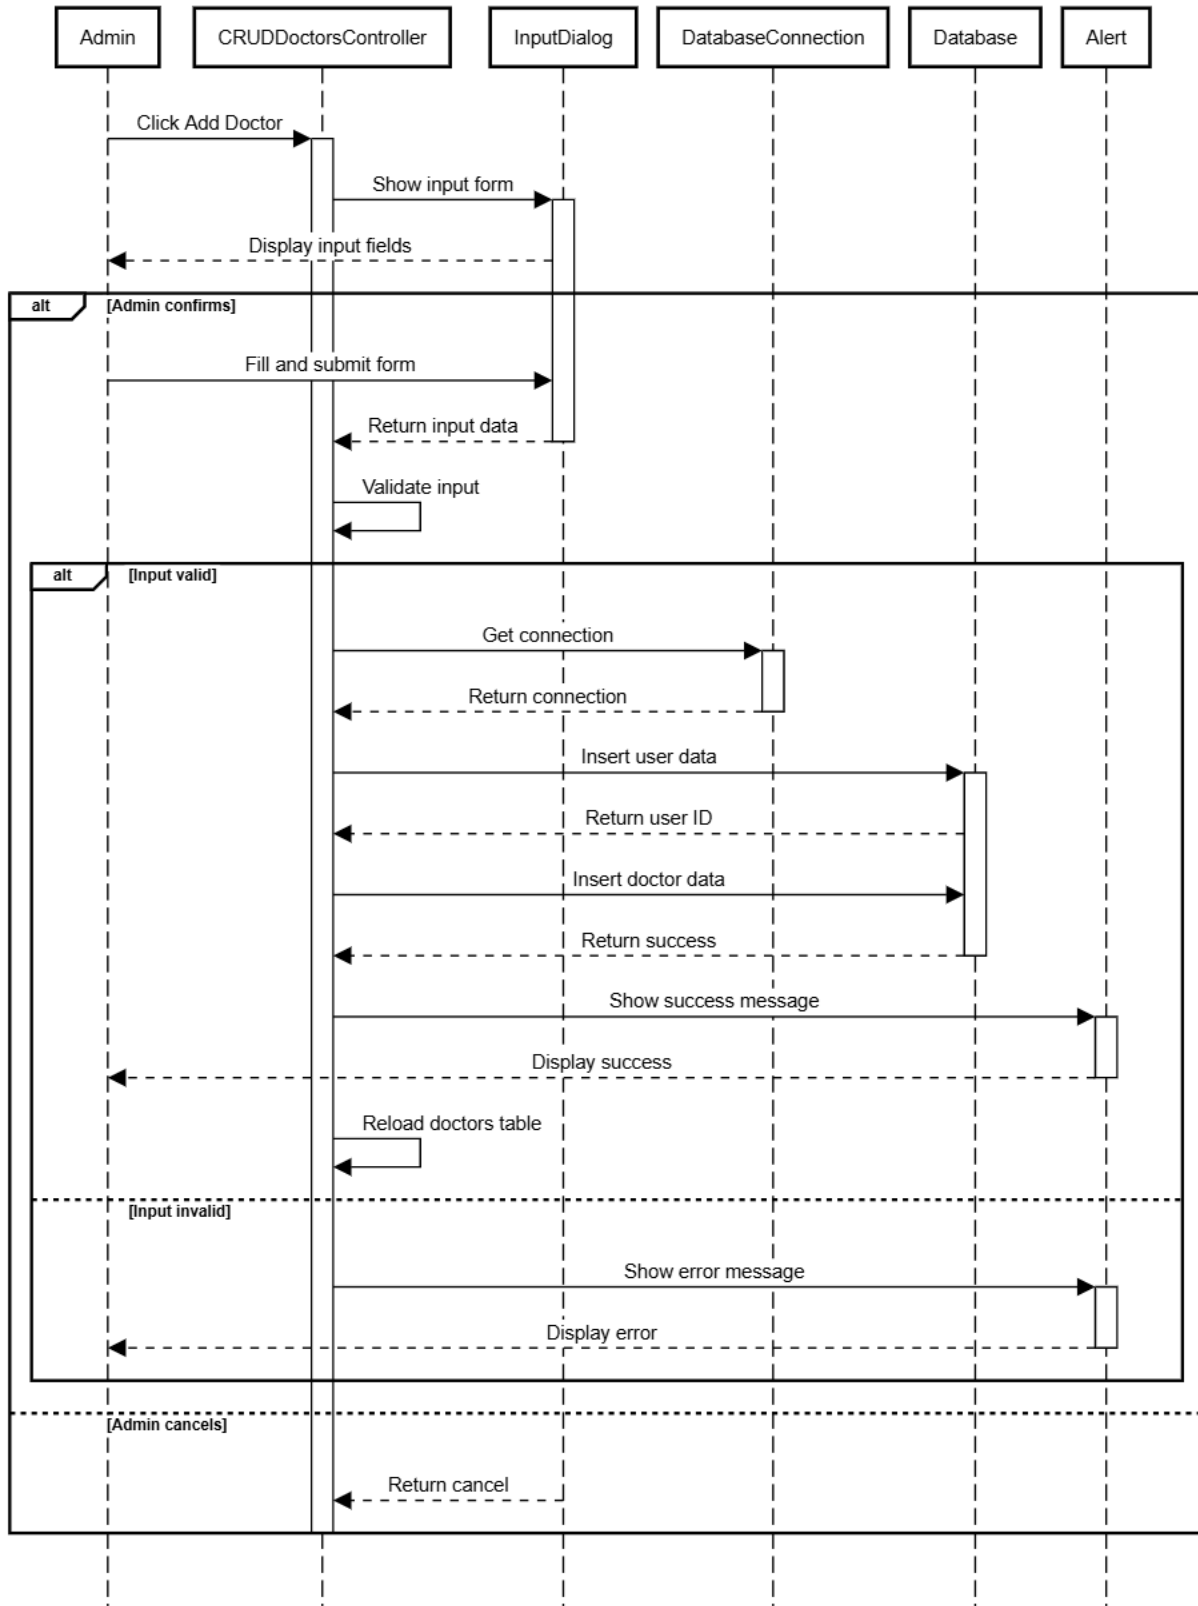 Admin
CRUDDoctorsController
InputDialog
DatabaseConnection
Database
Alert
Click Add Doctor
Show input form
Display input fields
alt
[Admin confirms]
Fill and submit form
Return input data
Validate input
alt
[Input valid]
Get connection
Return connection
Insert user data
Return user ID
Insert doctor data
Return success
Show success message
Display success
Reload doctors table
[Input invalid]
Show error message
Display error
[Admin cancels]
Return cancel